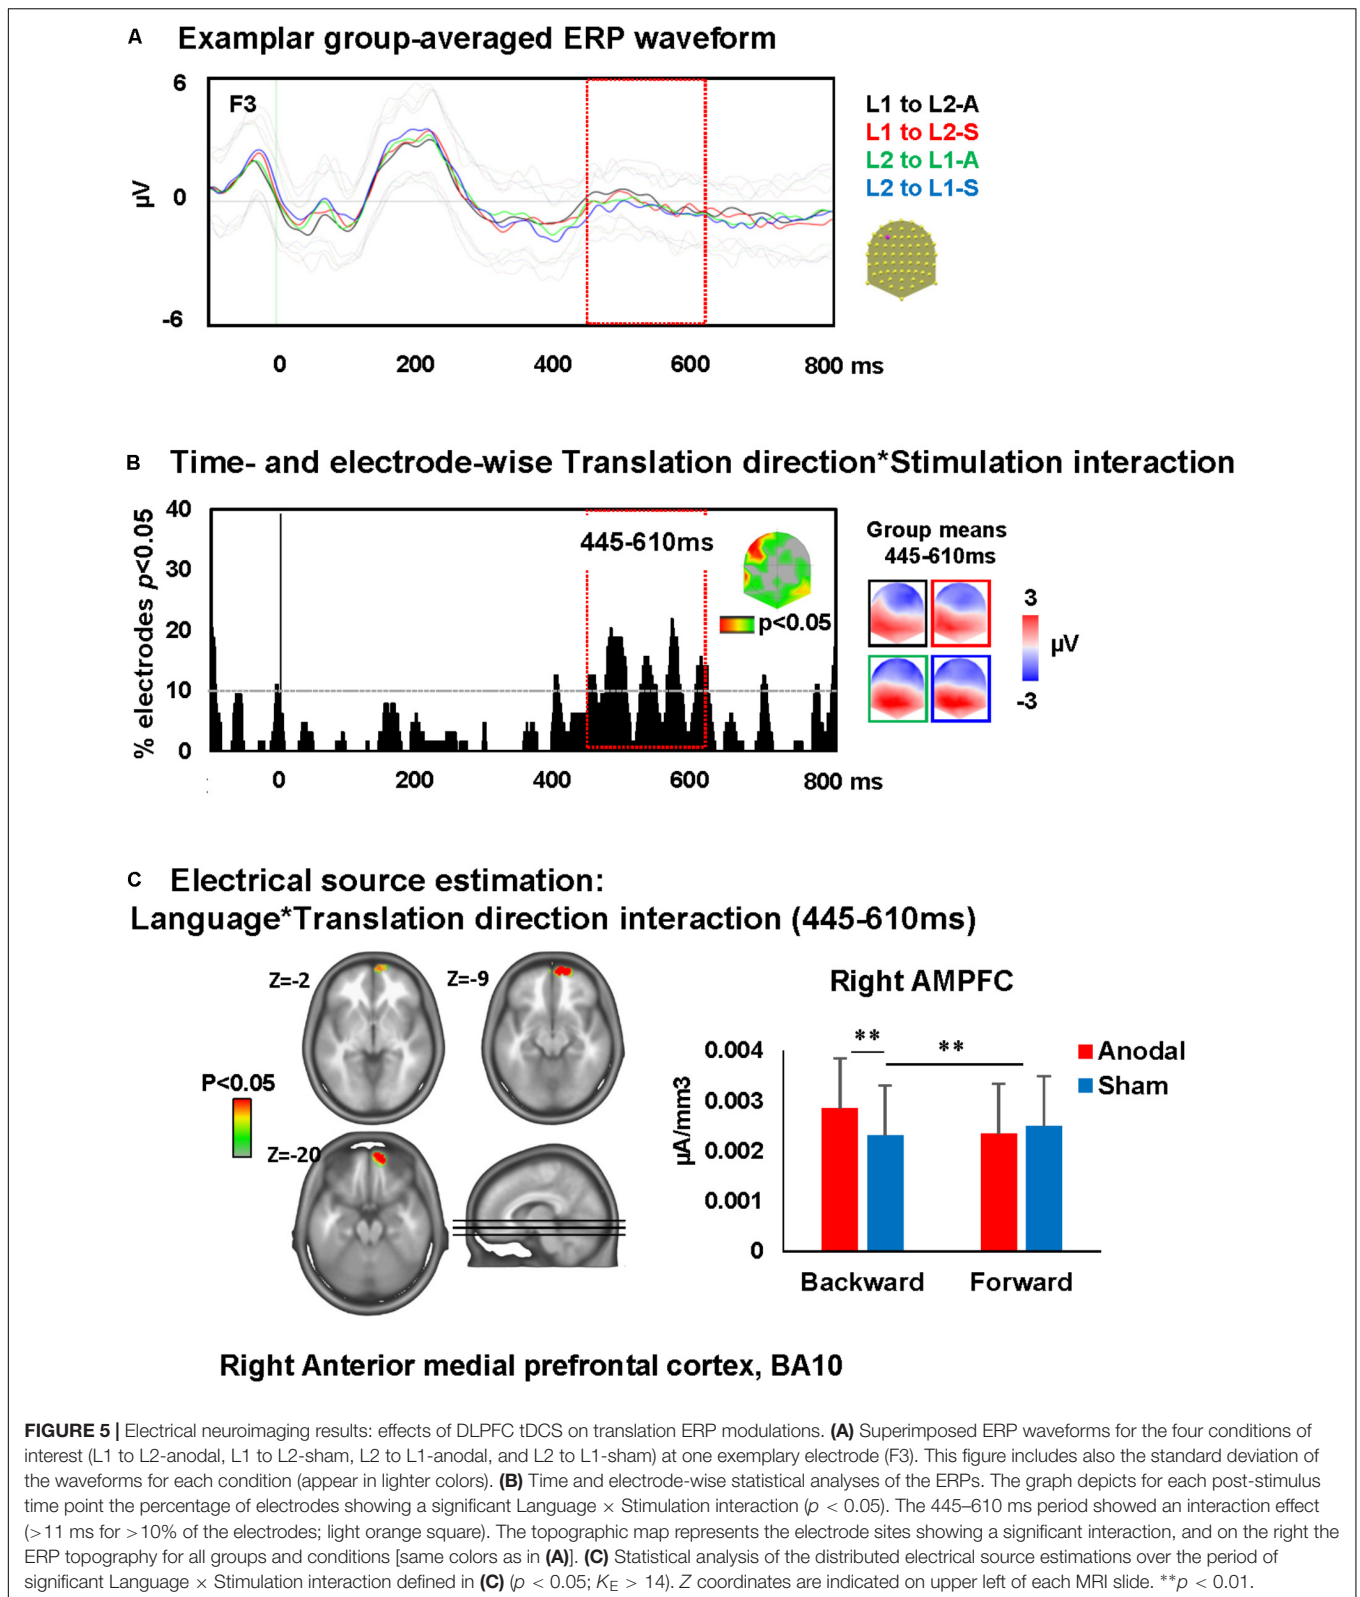 A Examplar group-averaged ERP waveform
6
F3
µV
0
-6
0 200 400 600 800 ms
L1 to L2-A
L1 to L2-S
L2 to L1-A
L2 to L1-S
B Time- and electrode-wise Translation direction*Stimulation interaction
% electrodes p<0.05
40
30
20
10
0
445-610ms
p<0.05
0 200 400 600 800 ms
Group means
445-610ms
3
µV
-3
C Electrical source estimation:
Language*Translation direction interaction (445-610ms)
Z=-2
Z=-9
P<0.05
Z=-20
Right AMPFC
µA/mm3
0.004
0.003
0.002
0.001
0
**
**
Anodal
Sham
Backward Forward
Right Anterior medial prefrontal cortex, BA10
FIGURE 5 | Electrical neuroimaging results: effects of DLPFC tDCS on translation ERP modulations. (A) Superimposed ERP waveforms for the four conditions of
interest (L1 to L2-anodal, L1 to L2-sham, L2 to L1-anodal, and L2 to L1-sham) at one exemplary electrode (F3). This figure includes also the standard deviation of
the waveforms for each condition (appear in lighter colors). (B) Time and electrode-wise statistical analyses of the ERPs. The graph depicts for each post-stimulus
time point the percentage of electrodes showing a significant Language × Stimulation interaction (p < 0.05). The 445–610 ms period showed an interaction effect
(>11 ms for >10% of the electrodes; light orange square). The topographic map represents the electrode sites showing a significant interaction, and on the right the
ERP topography for all groups and conditions [same colors as in (A)]. (C) Statistical analysis of the distributed electrical source estimations over the period of
significant Language × Stimulation interaction defined in (C) (p < 0.05; KE > 14). Z coordinates are indicated on upper left of each MRI slide. **p < 0.01.